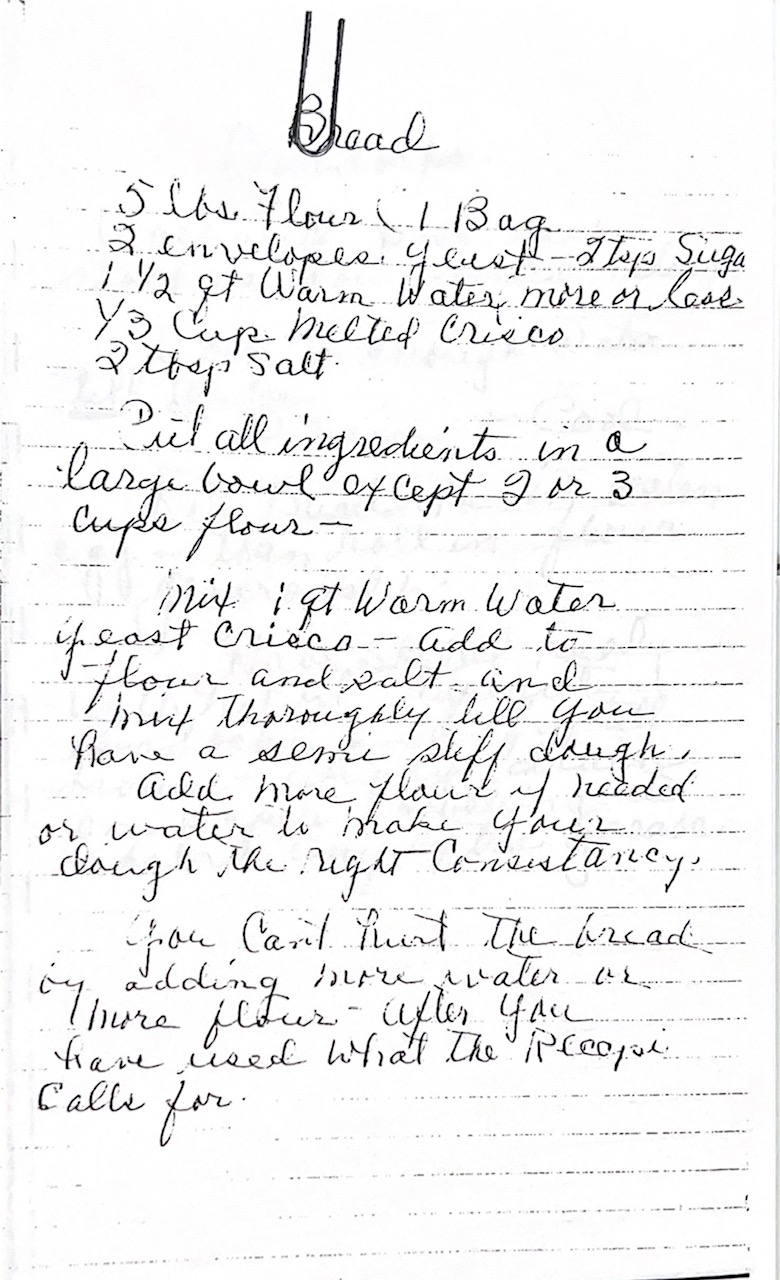 Bread
5 lbs. Flour ( 1 Bag
2 envelopes yeast - 2 tsp Suga
1 1/2 qt Warm Water more or less
1/3 Cup Melted Crisco
2 tbsp Salt
Put all ingredients in a
large bowl except 2 or 3
cups flour -
Mix 1 qt Warm Water
yeast Crisco - add to
flour and salt and
mix thoroughly till you
have a semi stiff dough.
add more flour if needed
or water to make your
dough the right Consistancy.
you Can't hurt the bread
by adding more water or
more flour - after you
have used what the Recepi
Calls for.